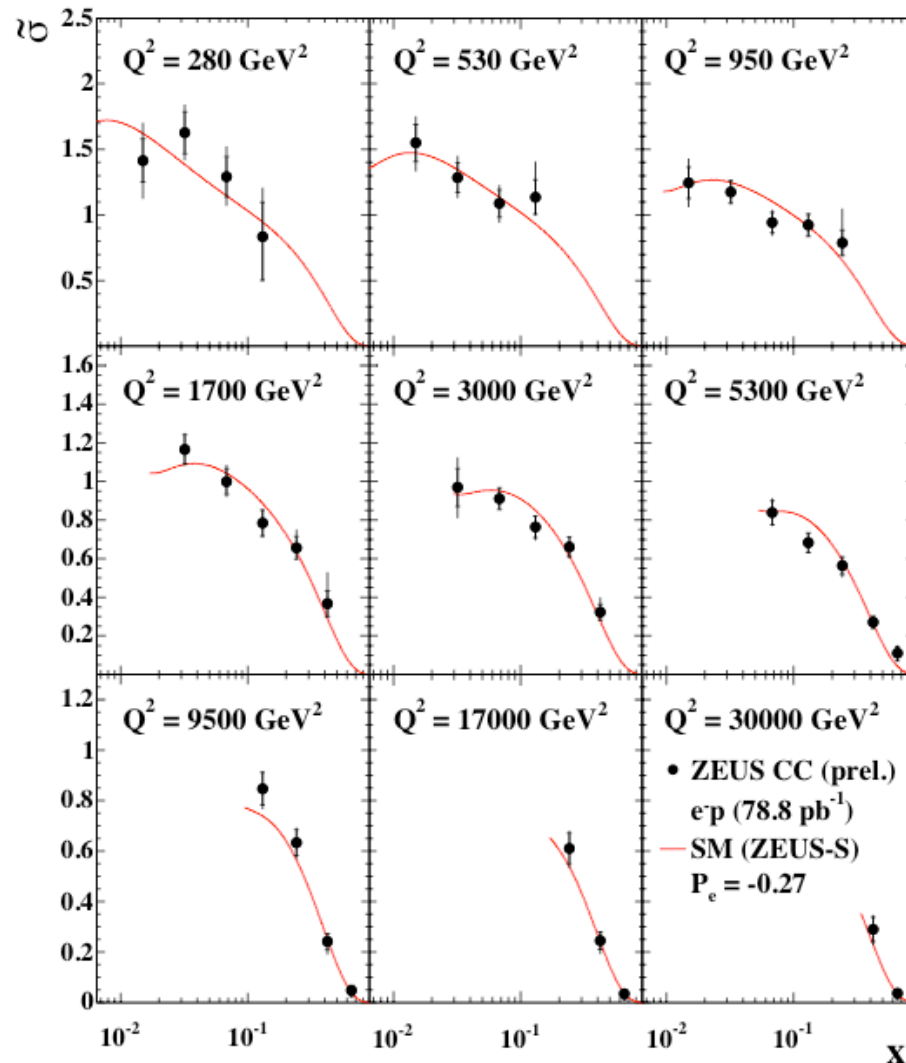 σ̃
2.5
2
1.5
1
0.5
Q² = 280 GeV²
Q² = 530 GeV²
Q² = 950 GeV²
1.6
1.4
1.2
1
0.8
0.6
0.4
0.2
Q² = 1700 GeV²
Q² = 3000 GeV²
Q² = 5300 GeV²
1.2
1
0.8
0.6
0.4
0.2
0
Q² = 9500 GeV²
Q² = 17000 GeV²
Q² = 30000 GeV²
ZEUS CC (prel.)
e⁻p (78.8 pb⁻¹)
SM (ZEUS-S)
Pₑ = -0.27
10⁻² 10⁻¹ 10⁻² 10⁻¹ 10⁻² 10⁻¹
x